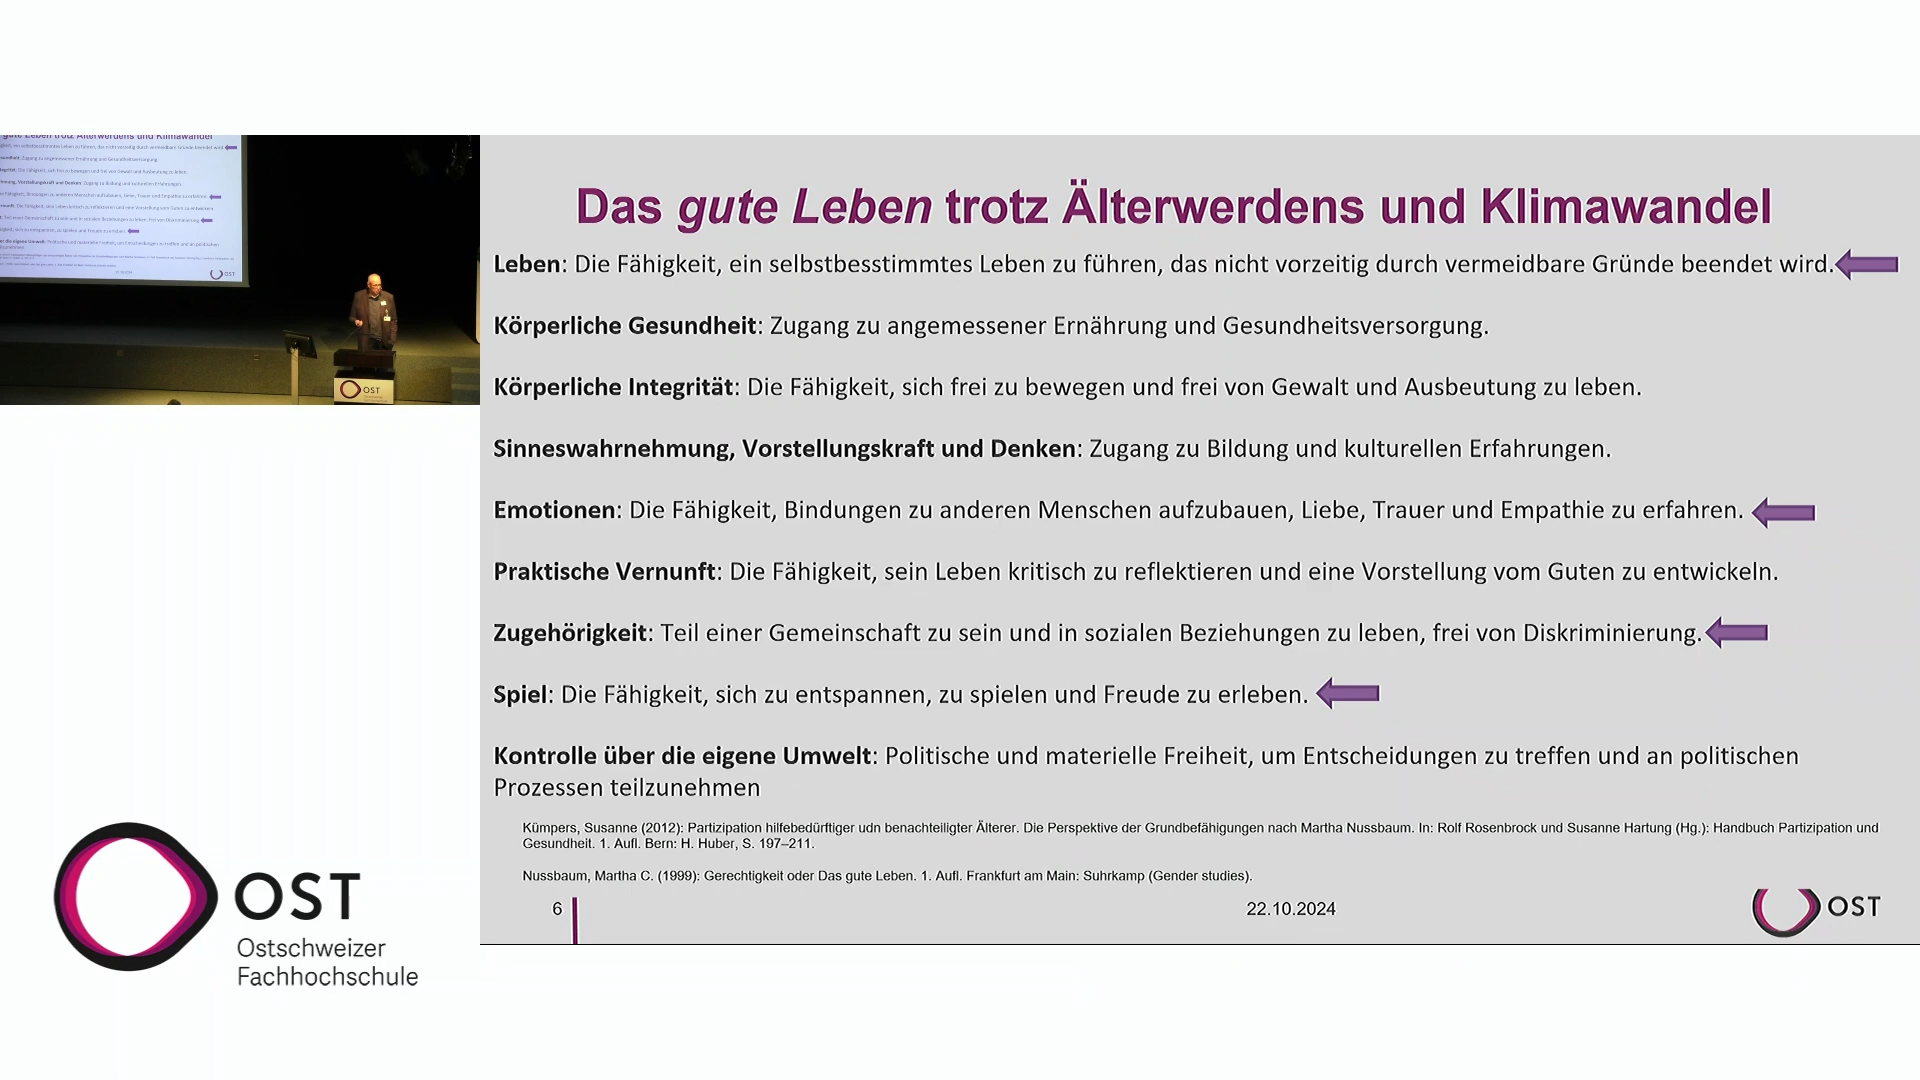 Das gute Leben trotz Älterwerdens und Klimawandel
Leben: Die Fähigkeit, ein selbstbesstimmtes Leben zu führen, das nicht vorzeitig durch vermeidbare Gründe beendet wird.
Körperliche Gesundheit: Zugang zu angemessener Ernährung und Gesundheitsversorgung.
Körperliche Integrität: Die Fähigkeit, sich frei zu bewegen und frei von Gewalt und Ausbeutung zu leben.
Sinneswahrnehmung, Vorstellungskraft und Denken: Zugang zu Bildung und kulturellen Erfahrungen.
Emotionen: Die Fähigkeit, Bindungen zu anderen Menschen aufzubauen, Liebe, Trauer und Empathie zu erfahren.
Praktische Vernunft: Die Fähigkeit, sein Leben kritisch zu reflektieren und eine Vorstellung vom Guten zu entwickeln.
Zugehörigkeit: Teil einer Gemeinschaft zu sein und in sozialen Beziehungen zu leben, frei von Diskriminierung.
Spiel: Die Fähigkeit, sich zu entspannen, zu spielen und Freude zu erleben.
Kontrolle über die eigene Umwelt: Politische und materielle Freiheit, um Entscheidungen zu treffen und an politischen
Prozessen teilzunehmen
Kümpers, Susanne (2012): Partizipation hilfebedürftiger udn benachteiligter Älterer. Die Perspektive der Grundbefähigungen nach Martha Nussbaum. In: Rolf Rosenbrock und Susanne Hartung (Hg.): Handbuch Partizipation und
Gesundheit. 1. Aufl. Bern: H. Huber, S. 197–211.
Nussbaum, Martha C. (1999): Gerechtigkeit oder Das gute Leben. 1. Aufl. Frankfurt am Main: Suhrkamp (Gender studies).
6
22.10.2024
OST
OST
OST
OST
Ostschweizer
Fachhochschule